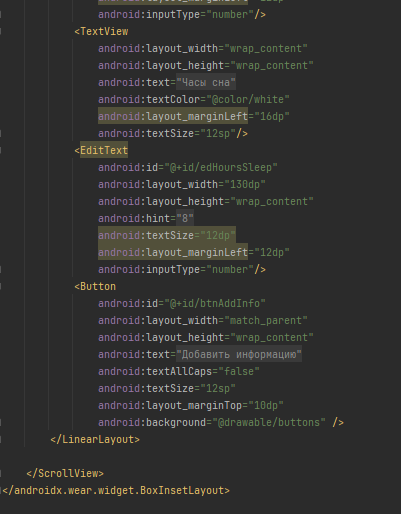 android:inputType="number"/>
<TextView
android:layout_width="wrap_content"
android:layout_height="wrap_content"
android:text="Часы сна"
android:textColor="@color/white"
android:layout_marginLeft="16dp"
android:textSize="12sp"/>
<EditText
android:id="@+id/edHoursSleep"
android:layout_width="130dp"
android:layout_height="wrap_content"
android:hint="8"
android:textSize="12dp"
android:layout_marginLeft="12dp"
android:inputType="number"/>
<Button
android:id="@+id/btnAddInfo"
android:layout_width="match_parent"
android:layout_height="wrap_content"
android:text="Добавить информацию"
android:textAllCaps="false"
android:textSize="12sp"
android:layout_marginTop="10dp"
android:background="@drawable/buttons" />
</LinearLayout>
</ScrollView>
</androidx.wear.widget.BoxInsetLayout>